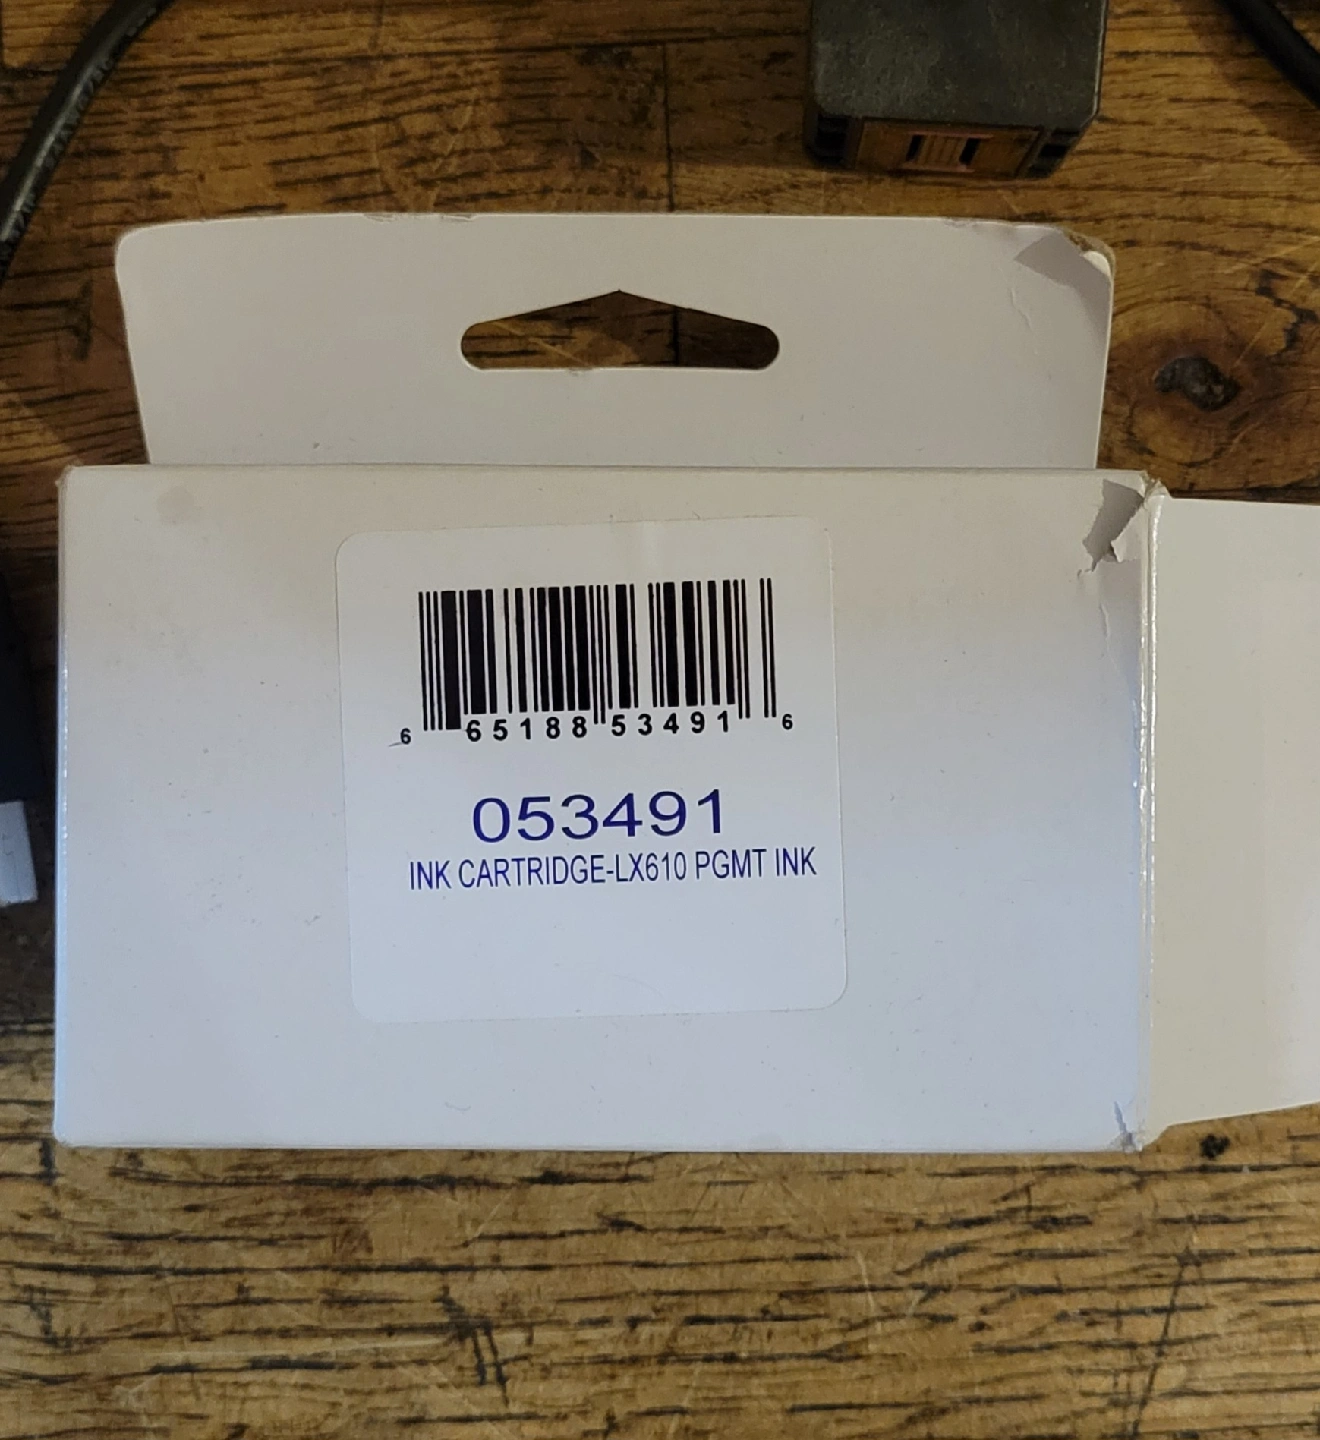 6 65188 53491 6
053491
INK CARTRIDGE-LX610 PGMT INK